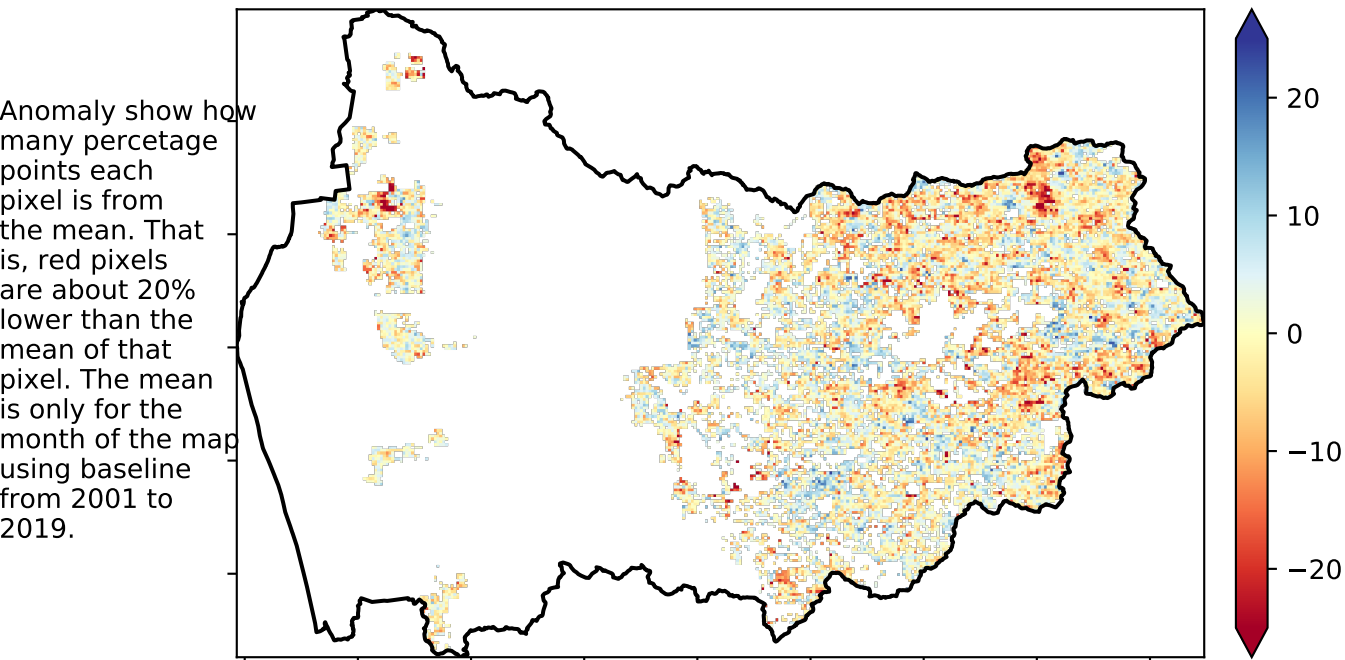 Anomaly show how
many percetage
points each
pixel is from
the mean. That
is, red pixels
are about 20%
lower than the
mean of that
pixel. The mean
is only for the
month of the map
using baseline
from 2001 to
2019.
20
10
0
−10
−20